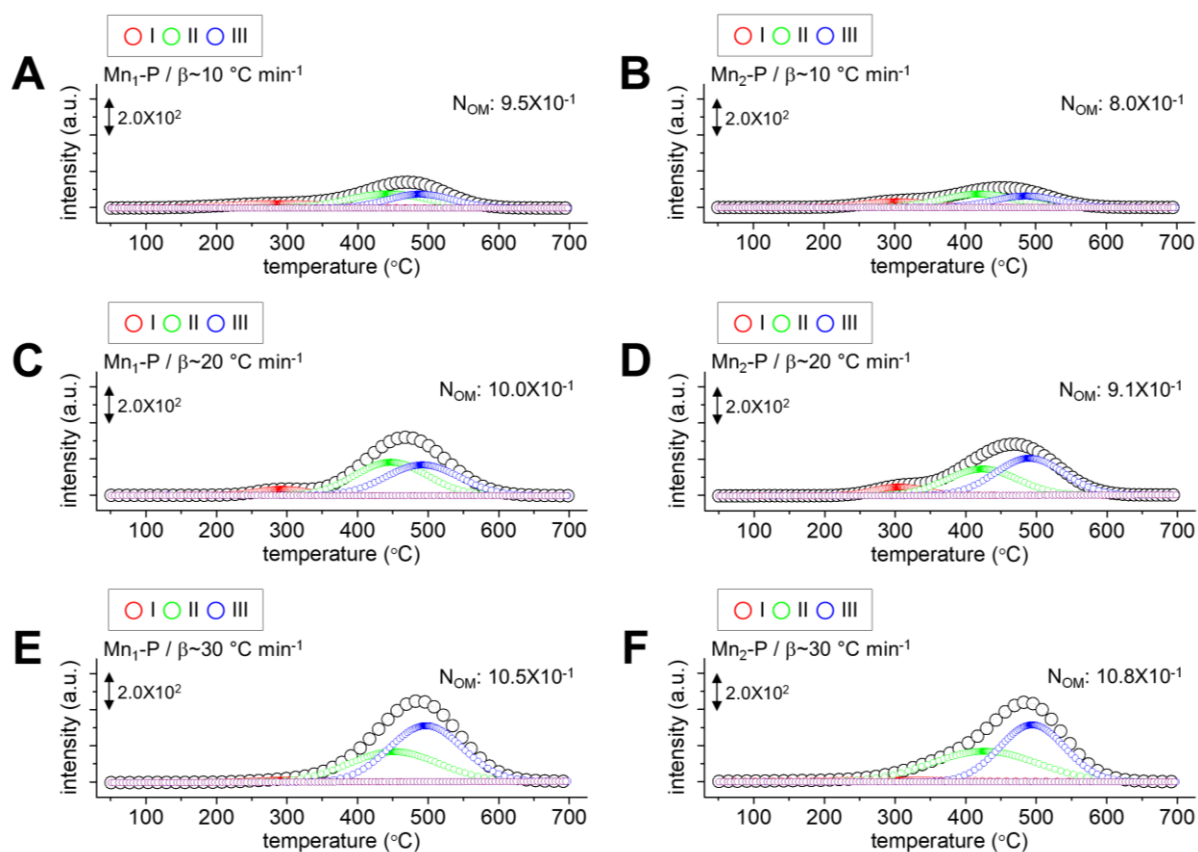 I II III
A
Mn₁-P / β~10 °C min⁻¹
N_OM: 9.5X10⁻¹
2.0X10²
intensity (a.u.)
100 200 300 400 500 600 700
temperature (°C)
I II III
B
Mn₂-P / β~10 °C min⁻¹
N_OM: 8.0X10⁻¹
2.0X10²
intensity (a.u.)
100 200 300 400 500 600 700
temperature (°C)
I II III
C
Mn₁-P / β~20 °C min⁻¹
N_OM: 10.0X10⁻¹
2.0X10²
intensity (a.u.)
100 200 300 400 500 600 700
temperature (°C)
I II III
D
Mn₂-P / β~20 °C min⁻¹
N_OM: 9.1X10⁻¹
2.0X10²
intensity (a.u.)
100 200 300 400 500 600 700
temperature (°C)
I II III
E
Mn₁-P / β~30 °C min⁻¹
N_OM: 10.5X10⁻¹
2.0X10²
intensity (a.u.)
100 200 300 400 500 600 700
temperature (°C)
I II III
F
Mn₂-P / β~30 °C min⁻¹
N_OM: 10.8X10⁻¹
2.0X10²
intensity (a.u.)
100 200 300 400 500 600 700
temperature (°C)